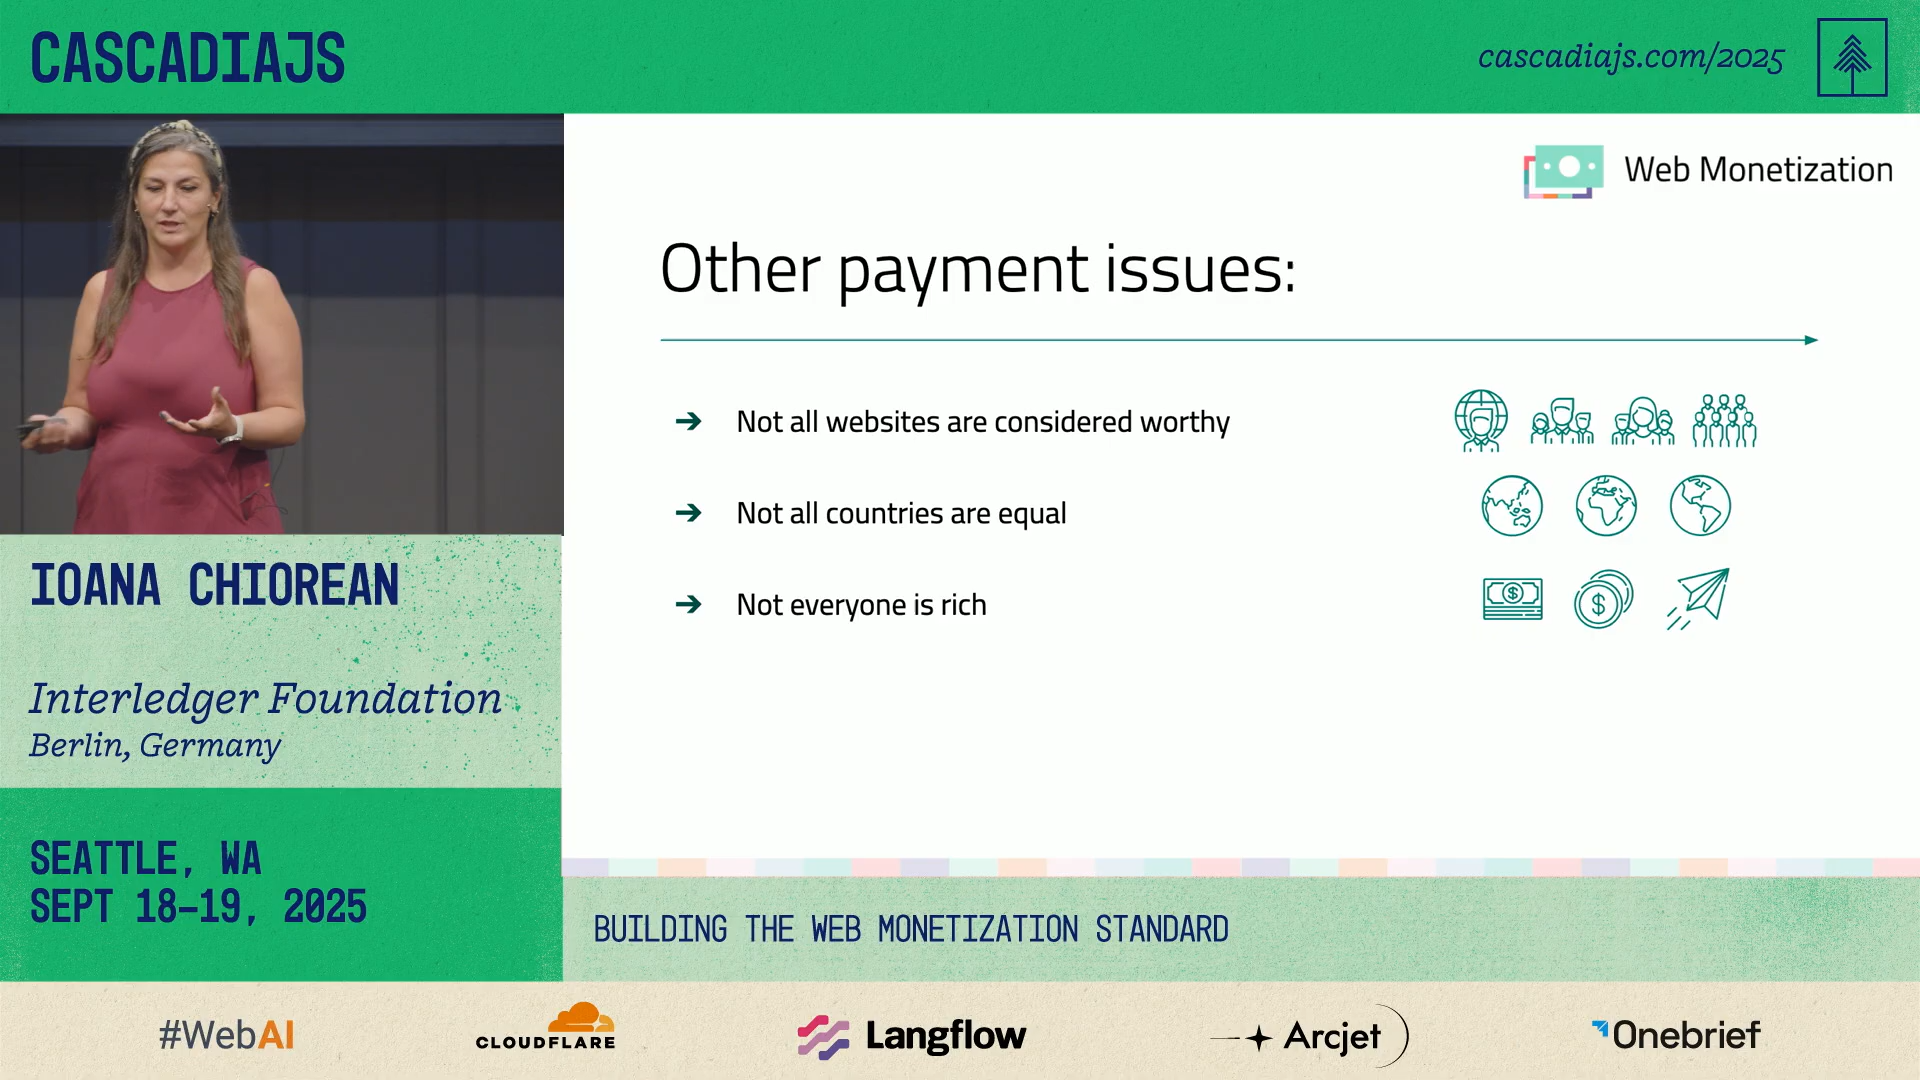 CASCADIAJS
cascadiajs.com/2025
Web Monetization
Other payment issues:
➔ Not all websites are considered worthy
➔ Not all countries are equal
➔ Not everyone is rich
IOANA CHIOREAN
Interledger Foundation
Berlin, Germany
SEATTLE, WA
SEPT 18-19, 2025
BUILDING THE WEB MONETIZATION STANDARD
#WebAI
CLOUDFLARE
Langflow
Arcjet
Onebrief